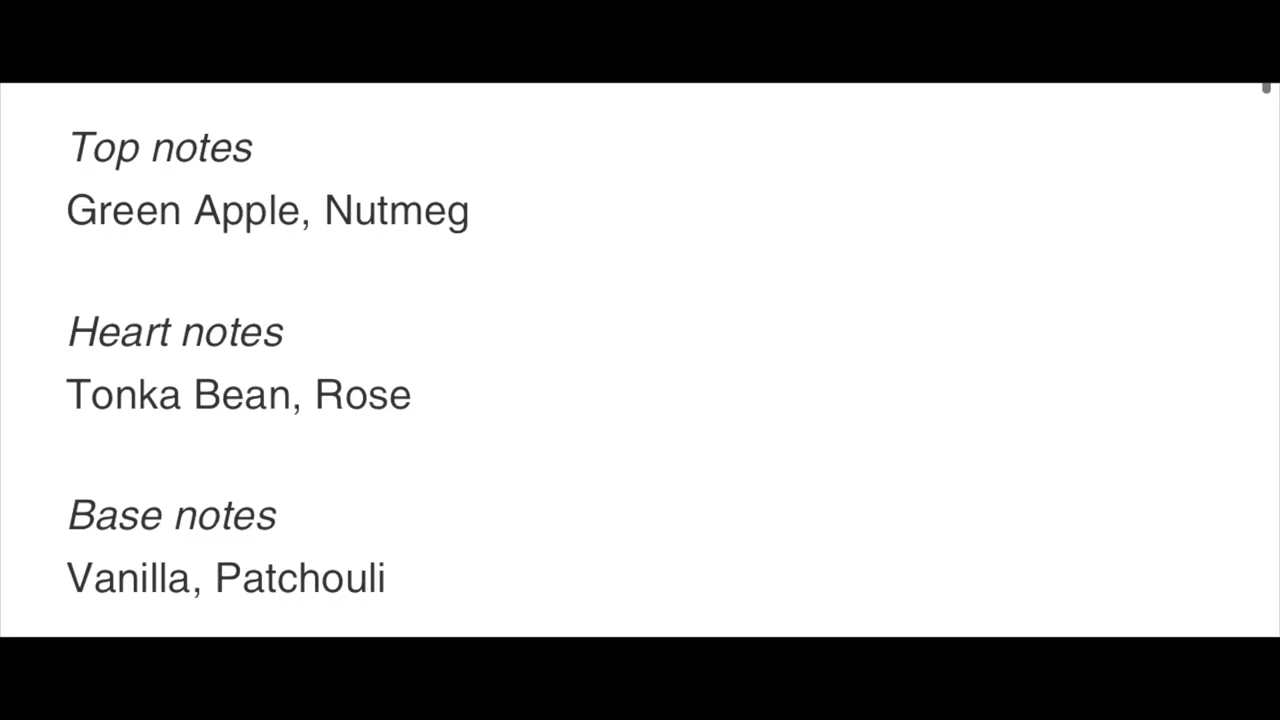 Top notes
Green Apple, Nutmeg
Heart notes
Tonka Bean, Rose
Base notes
Vanilla, Patchouli